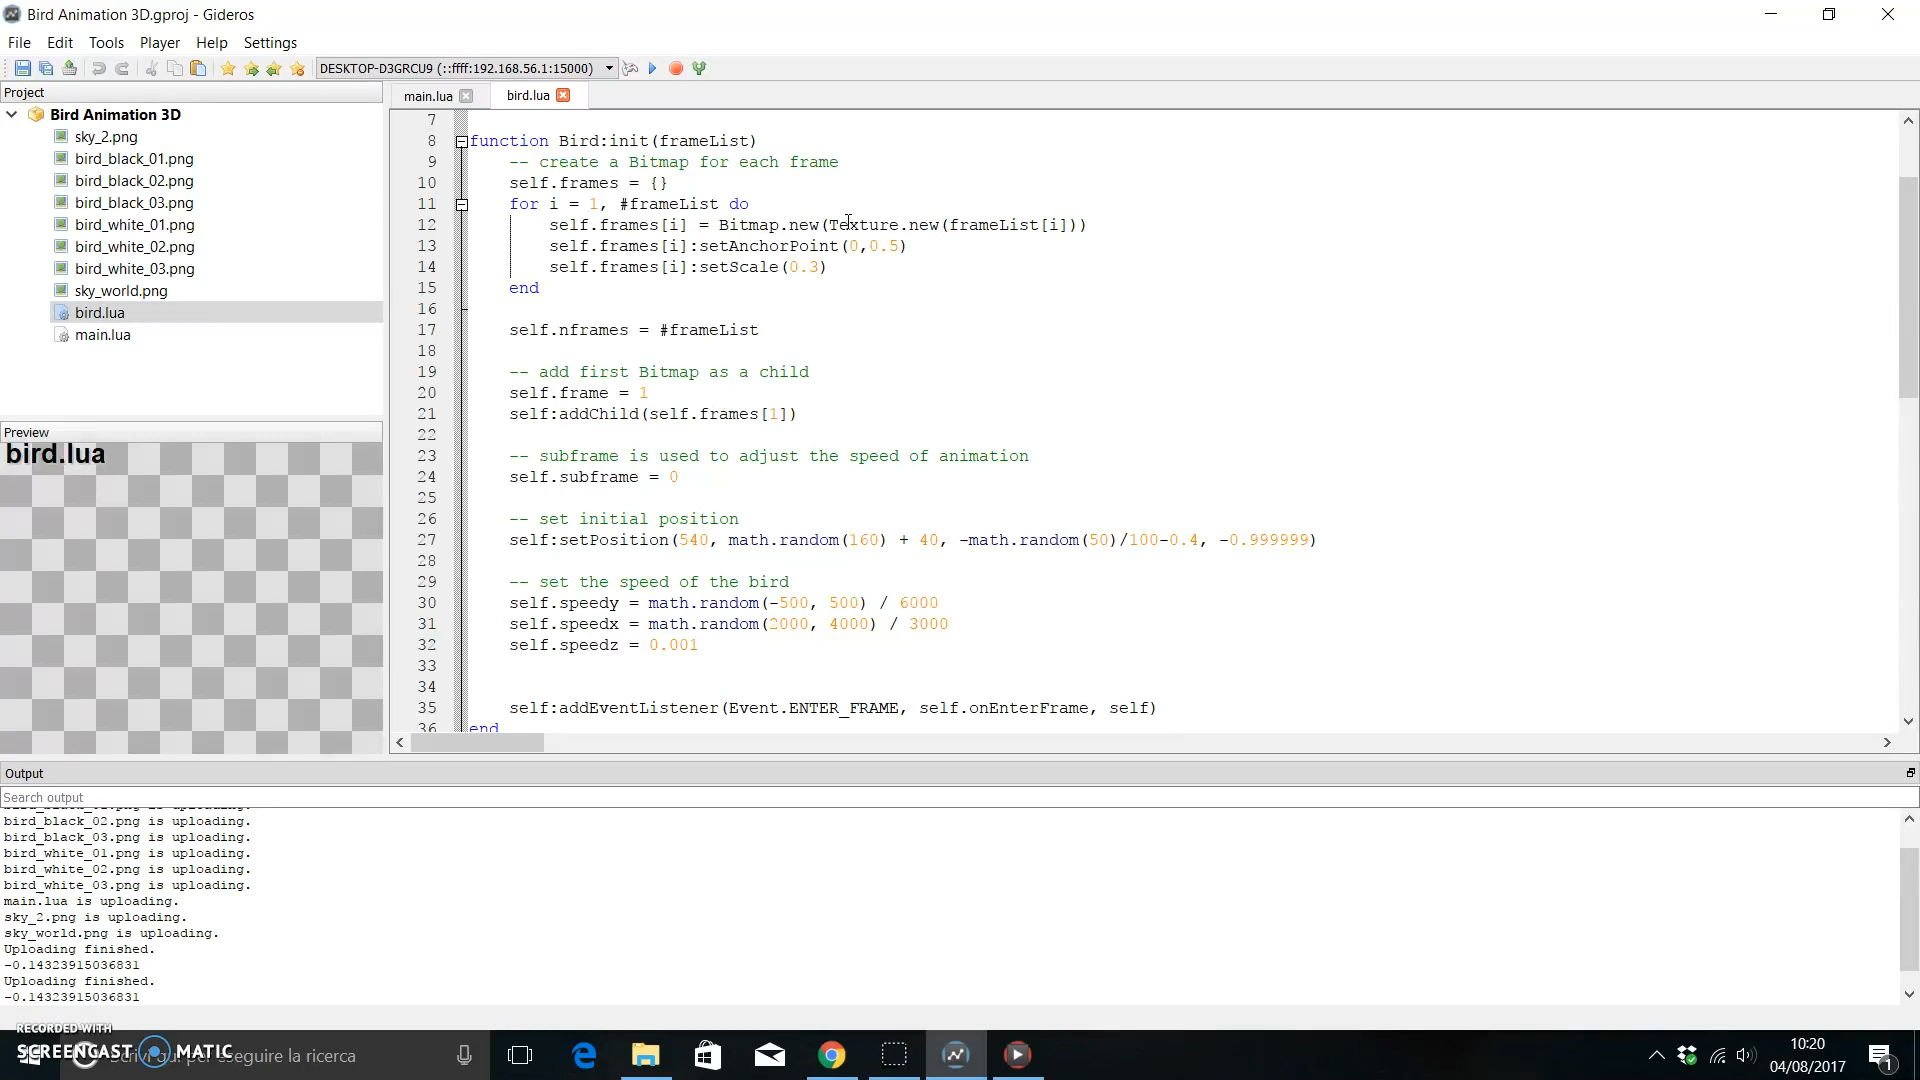 Bird Animation 3D.gproj - Gideros
File Edit Tools Player Help Settings
DESKTOP-D3GRCU9 (::ffff:192.168.56.1:15000)
Project
Bird Animation 3D
sky_2.png
bird_black_01.png
bird_black_02.png
bird_black_03.png
bird_white_01.png
bird_white_02.png
bird_white_03.png
sky_world.png
bird.lua
main.lua
Preview
bird.lua
main.lua bird.lua
7
8 function Bird:init(frameList)
9 -- create a Bitmap for each frame
10 self.frames = {}
11 for i = 1, #frameList do
12 self.frames[i] = Bitmap.new(Texture.new(frameList[i]))
13 self.frames[i]:setAnchorPoint(0,0.5)
14 self.frames[i]:setScale(0.3)
15 end
16
17 self.nframes = #frameList
18
19 -- add first Bitmap as a child
20 self.frame = 1
21 self:addChild(self.frames[1])
22
23 -- subframe is used to adjust the speed of animation
24 self.subframe = 0
25
26 -- set initial position
27 self:setPosition(540, math.random(160) + 40, -math.random(50)/100-0.4, -0.999999)
28
29 -- set the speed of the bird
30 self.speedy = math.random(-500, 500) / 6000
31 self.speedx = math.random(2000, 4000) / 3000
32 self.speedz = 0.001
33
34
35 self:addEventListener(Event.ENTER_FRAME, self.onEnterFrame, self)
36 end
Output
Search output
bird_black_01.png is uploading.
bird_black_02.png is uploading.
bird_black_03.png is uploading.
bird_white_01.png is uploading.
bird_white_02.png is uploading.
bird_white_03.png is uploading.
main.lua is uploading.
sky_2.png is uploading.
sky_world.png is uploading.
Uploading finished.
-0.14323915036831
Uploading finished.
-0.14323915036831
RECORDED WITH
SCREENCAST MATIC
eseguire la ricerca
10:20
04/08/2017
1